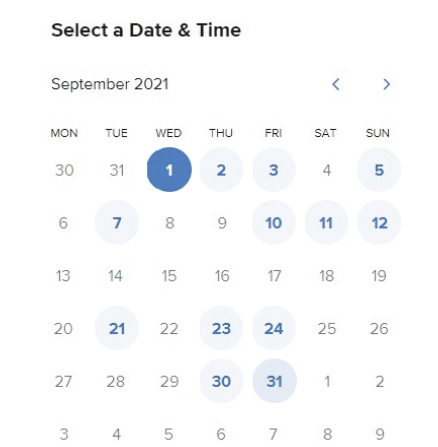 Select a Date & Time
September 2021
MON TUE WED THU FRI SAT SUN
30 31 1 2 3 4 5
6 7 8 9 10 11 12
13 14 15 16 17 18 19
20 21 22 23 24 25 26
27 28 29 30 31 1 2
3 4 5 6 7 8 9